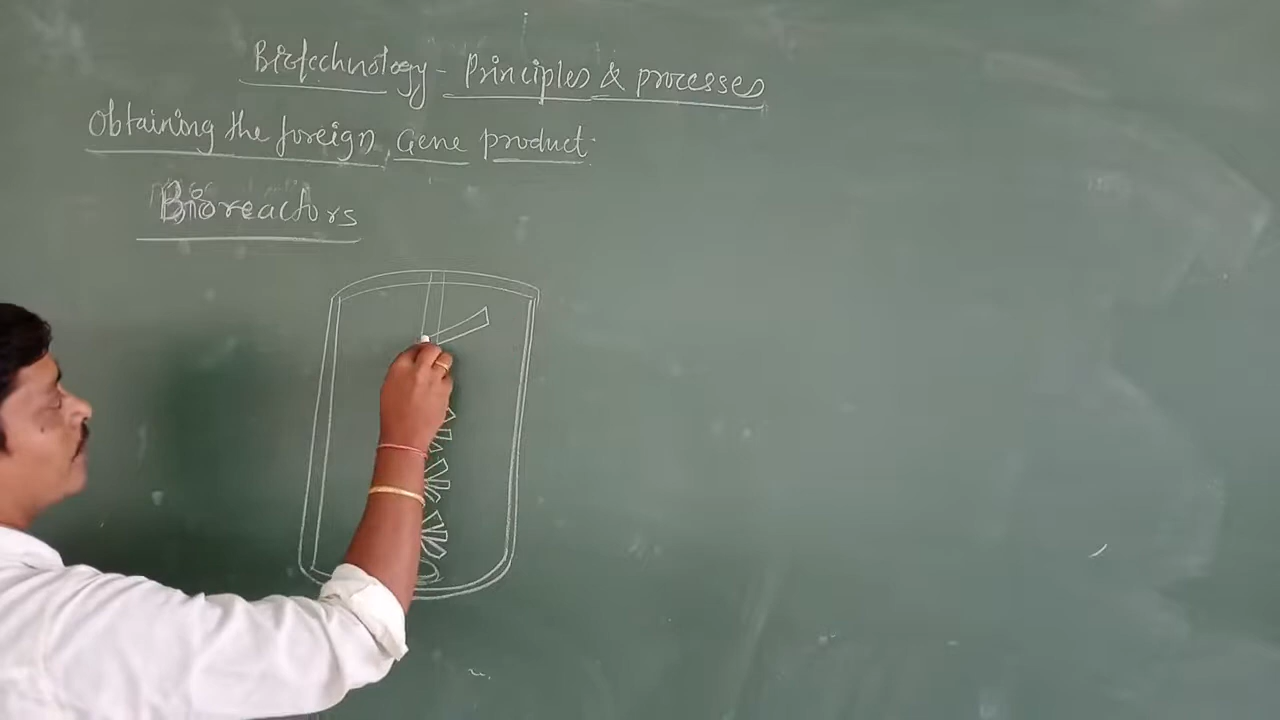 Biotechnology - Principles & processes
Obtaining the foreign Gene product.
Bioreactors